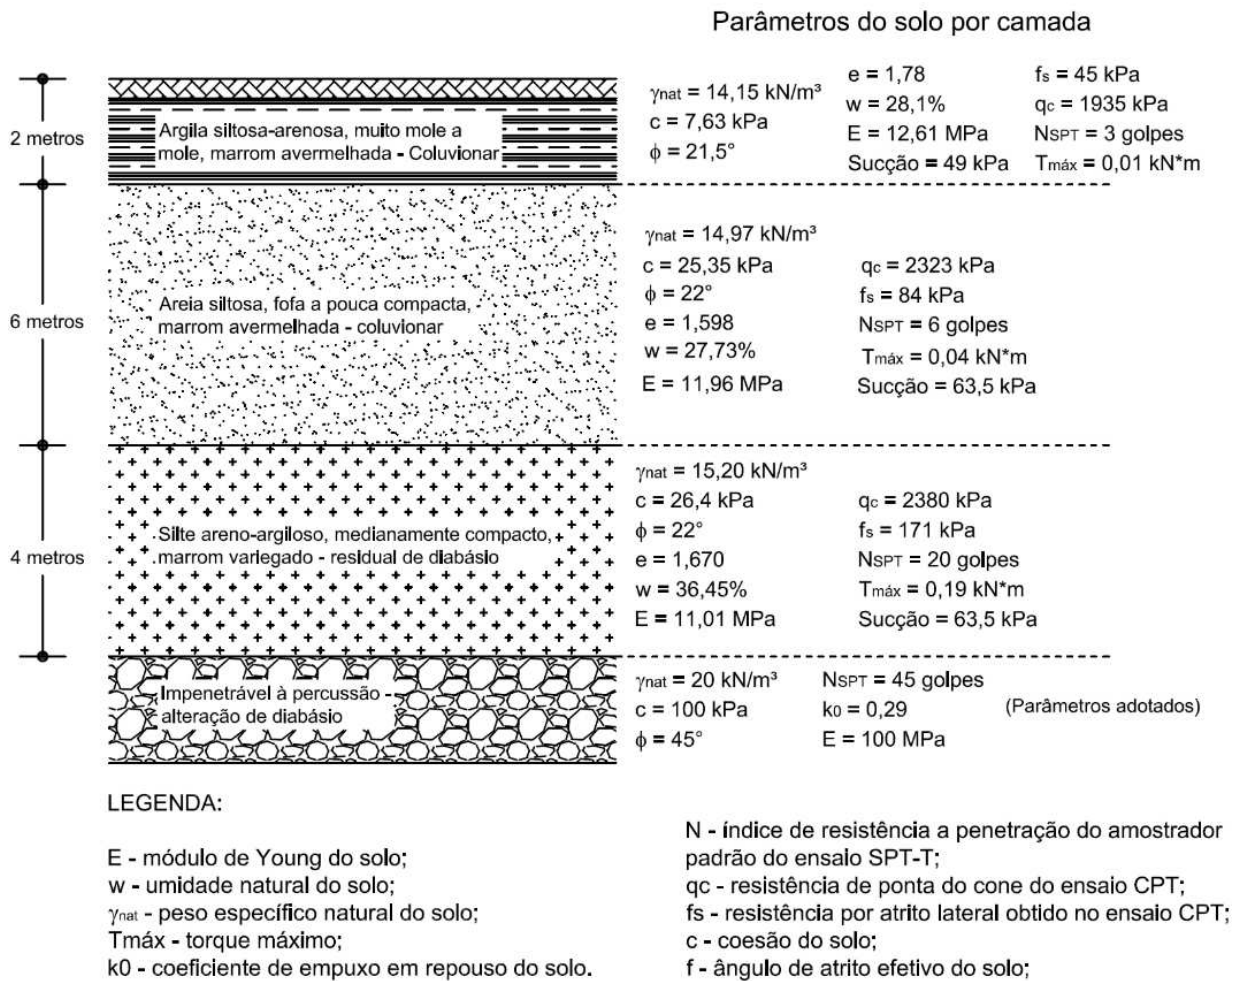 Parâmetros do solo por camada
2 metros
Argila siltosa-arenosa, muito mole a
mole, marrom avermelhada - Coluvionar
γnat = 14,15 kN/m³
c = 7,63 kPa
ϕ = 21,5°
e = 1,78
w = 28,1%
E = 12,61 MPa
Sucção = 49 kPa
fs = 45 kPa
qc = 1935 kPa
NSPT = 3 golpes
Tmáx = 0,01 kN*m
6 metros
Areia siltosa, fofa a pouca compacta,
marrom avermelhada - coluvionar
γnat = 14,97 kN/m³
c = 25,35 kPa
ϕ = 22°
e = 1,598
w = 27,73%
E = 11,96 MPa
qc = 2323 kPa
fs = 84 kPa
NSPT = 6 golpes
Tmáx = 0,04 kN*m
Sucção = 63,5 kPa
4 metros
Silte areno-argiloso, medianamente compacto,
marrom variegado - residual de diabásio
γnat = 15,20 kN/m³
c = 26,4 kPa
ϕ = 22°
e = 1,670
w = 36,45%
E = 11,01 MPa
qc = 2380 kPa
fs = 171 kPa
NSPT = 20 golpes
Tmáx = 0,19 kN*m
Sucção = 63,5 kPa
Impenetrável à percussão -
alteração de diabásio
γnat = 20 kN/m³
c = 100 kPa
ϕ = 45°
NSPT = 45 golpes
k0 = 0,29
E = 100 MPa
(Parâmetros adotados)
LEGENDA:
E - módulo de Young do solo;
w - umidade natural do solo;
γnat - peso específico natural do solo;
Tmáx - torque máximo;
k0 - coeficiente de empuxo em repouso do solo.
N - índice de resistência a penetração do amostrador
padrão do ensaio SPT-T;
qc - resistência de ponta do cone do ensaio CPT;
fs - resistência por atrito lateral obtido no ensaio CPT;
c - coesão do solo;
f - ângulo de atrito efetivo do solo;